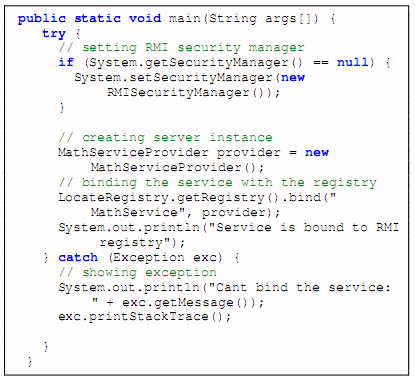 public static void main(String args[]) {
try {
// setting RMI security manager
if (System.getSecurityManager() == null) {
System.setSecurityManager(new
RMISecurityManager());
}
// creating server instance
MathServiceProvider provider = new
MathServiceProvider();
// binding the service with the registry
LocateRegistry.getRegistry().bind("
MathService", provider);
System.out.println("Service is bound to RMI
registry");
} catch (Exception exc) {
// showing exception
System.out.println("Cant bind the service:
" + exc.getMessage());
exc.printStackTrace();
}
}